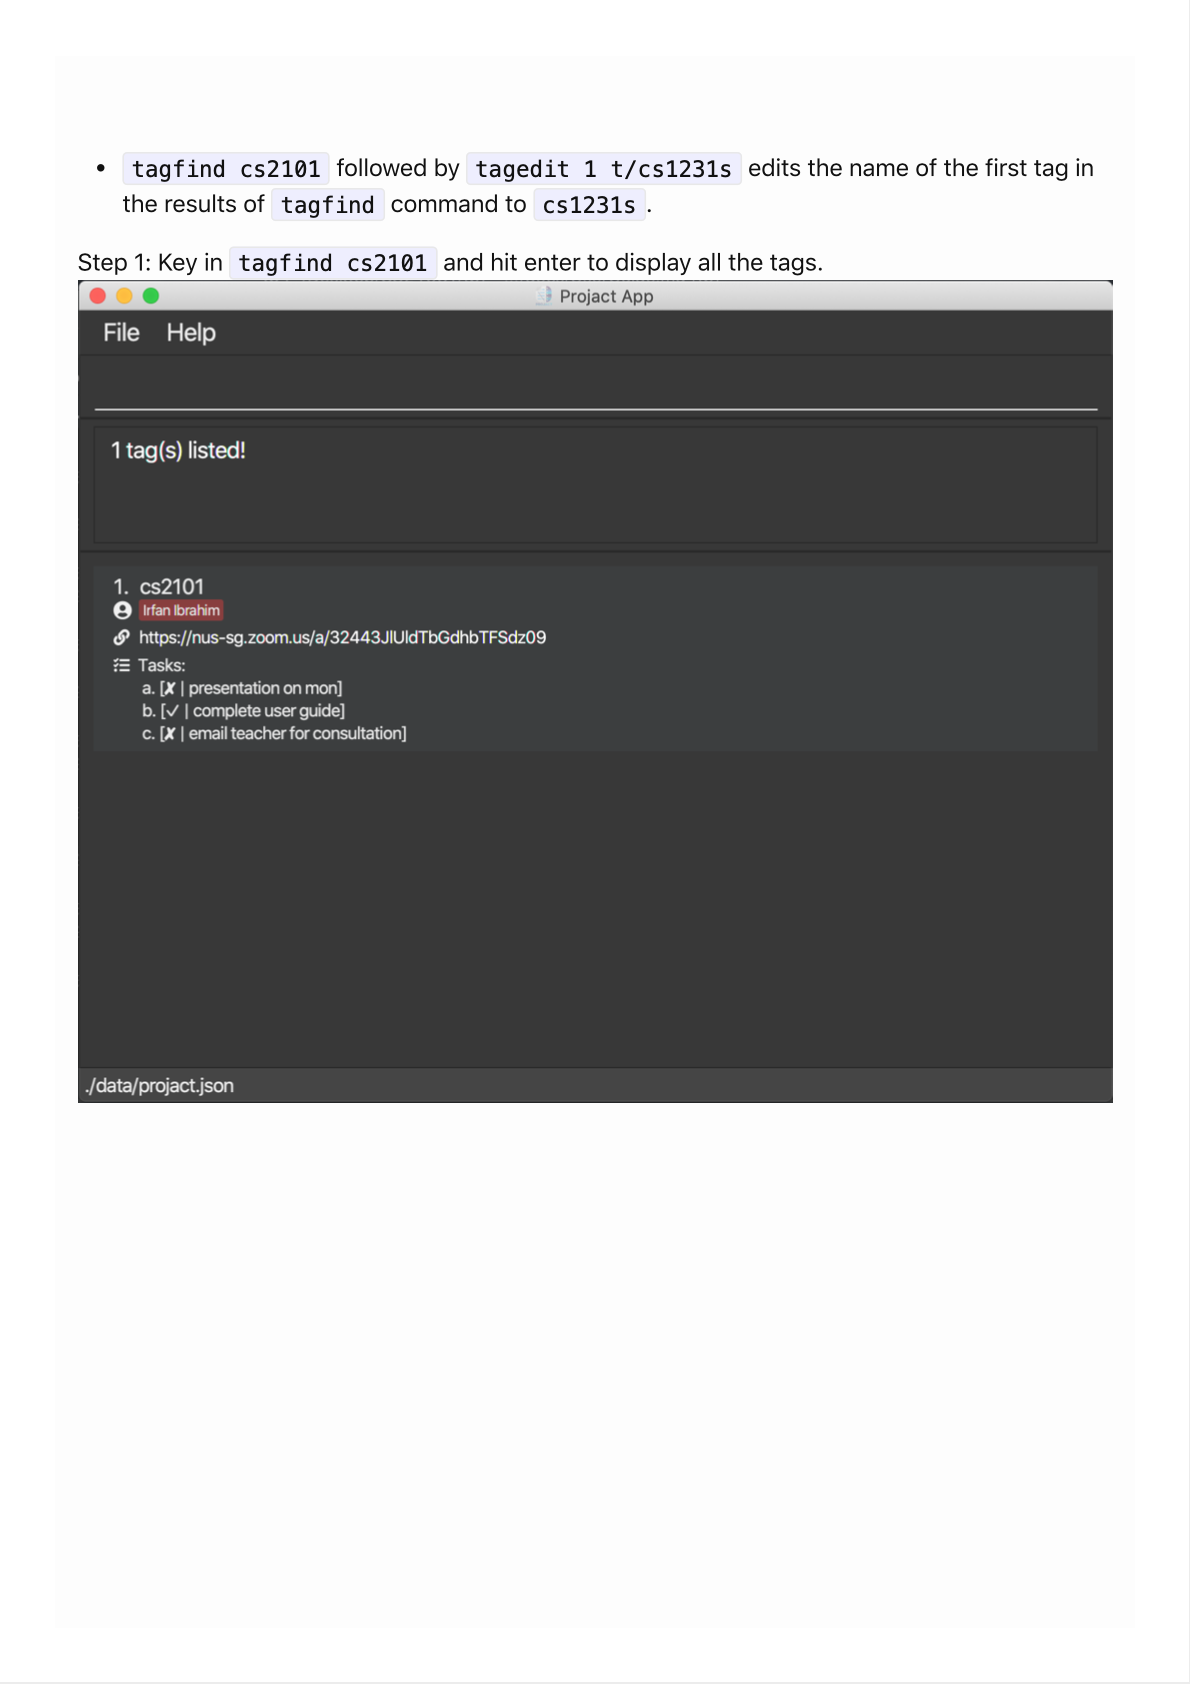 • tagfind cs2101 followed by tagedit 1 t/cs1231s edits the name of the first tag in
the results of tagfind command to cs1231s.
Step 1: Key in tagfind cs2101 and hit enter to display all the tags.
Projact App
File Help
1 tag(s) listed!
1. cs2101
Irfan Ibrahim
https://nus-sg.zoom.us/a/32443JlUldTbGdhbTFSdz09
Tasks:
a. [✘ | presentation on mon]
b. [✓ | complete user guide]
c. [✘ | email teacher for consultation]
./data/projact.json